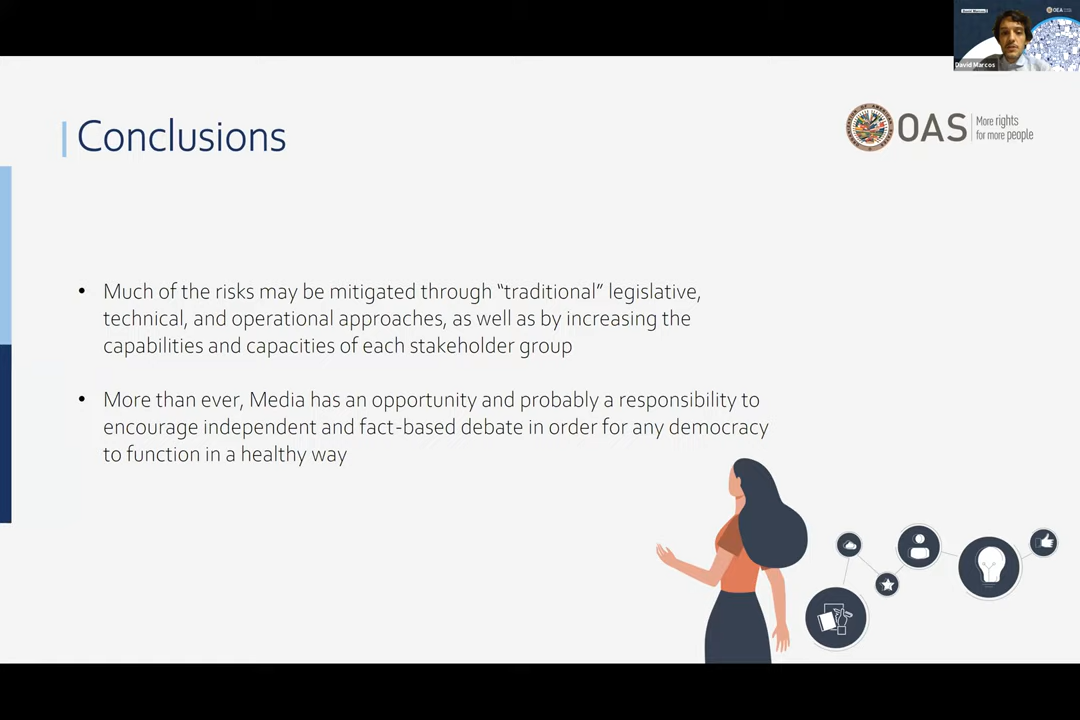 OEA
David Marcos
Conclusions
OAS
More rights
for more people
• Much of the risks may be mitigated through “traditional” legislative,
technical, and operational approaches, as well as by increasing the
capabilities and capacities of each stakeholder group
• More than ever, Media has an opportunity and probably a responsibility to
encourage independent and fact-based debate in order for any democracy
to function in a healthy way